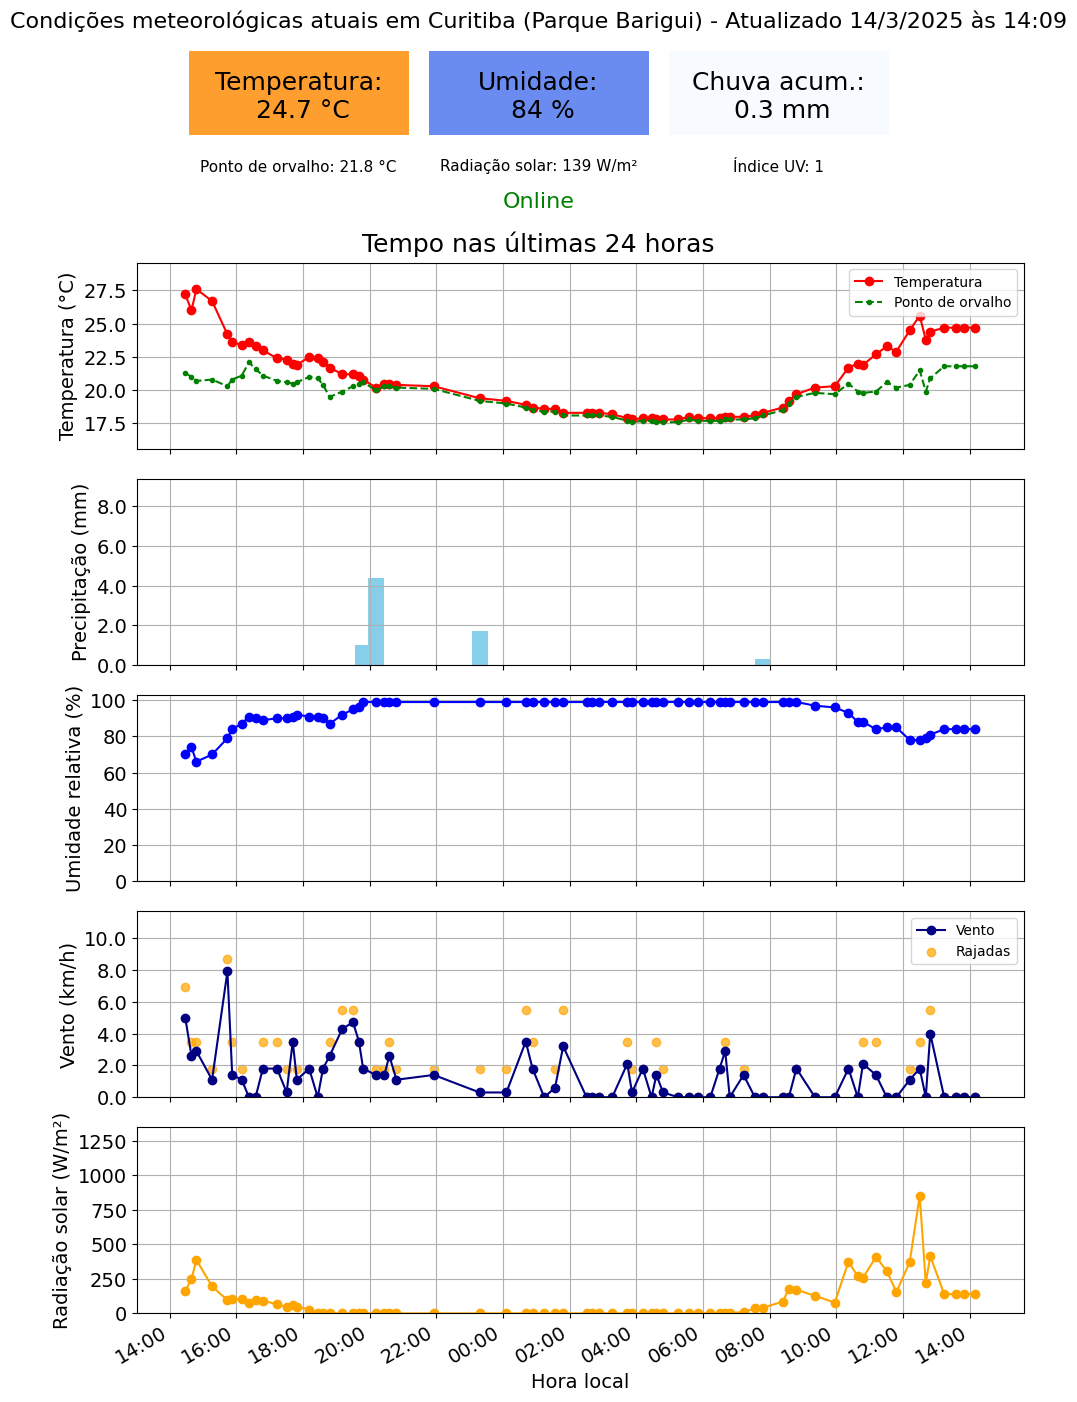 Condições meteorológicas atuais em Curitiba (Parque Barigui) - Atualizado 14/3/2025 às 14:09
Temperatura:
24.7 °C
Umidade:
84 %
Chuva acum.:
0.3 mm
Ponto de orvalho: 21.8 °C
Radiação solar: 139 W/m²
Índice UV: 1
Online
Tempo nas últimas 24 horas
Temperatura (°C)
27.5
25.0
22.5
20.0
17.5
Temperatura
Ponto de orvalho
Precipitação (mm)
8.0
6.0
4.0
2.0
0.0
Umidade relativa (%)
100
80
60
40
20
0
Vento (km/h)
10.0
8.0
6.0
4.0
2.0
0.0
Vento
Rajadas
Radiação solar (W/m²)
1250
1000
750
500
250
0
14:00
16:00
18:00
20:00
22:00
00:00
02:00
04:00
06:00
08:00
10:00
12:00
14:00
Hora local